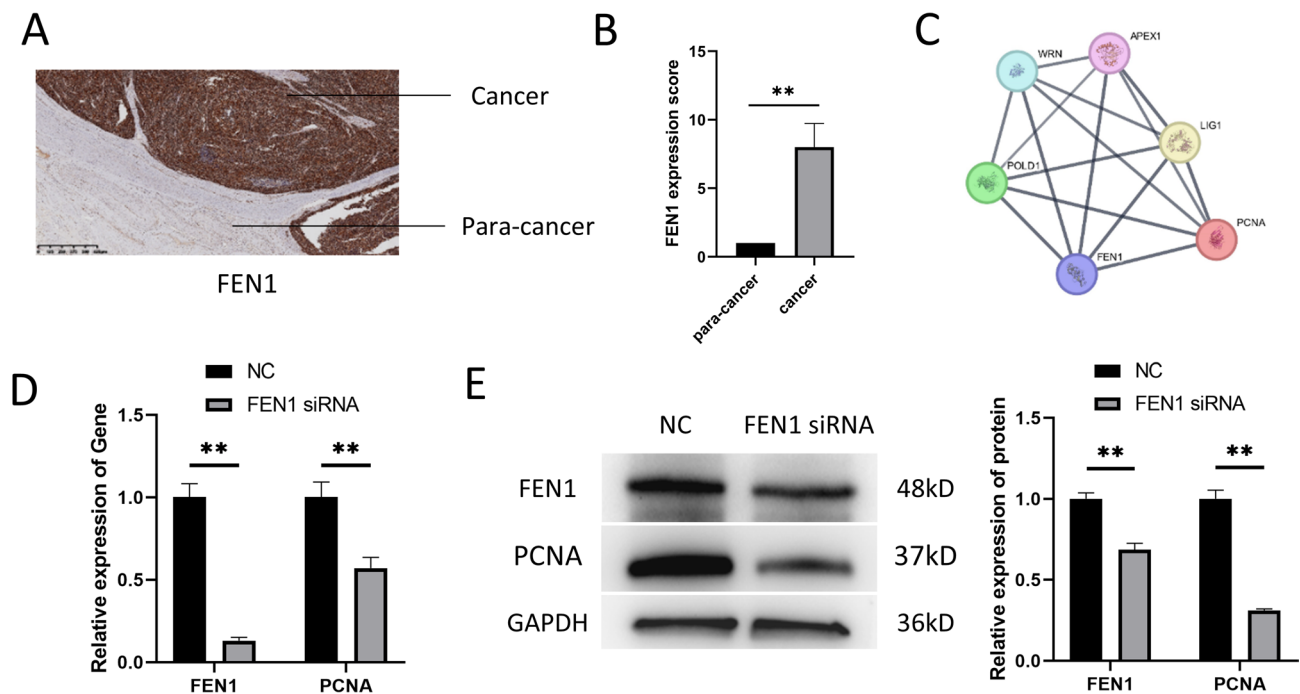 A
Cancer
Para-cancer
FEN1
B
FEN1 expression score
15
10
5
0
**
para-cancer
cancer
C
WRN
APEX1
LIG1
POLD1
PCNA
FEN1
D
NC
FEN1 siRNA
Relative expression of Gene
1.5
1.0
0.5
0.0
**
**
FEN1
PCNA
E
NC
FEN1 siRNA
FEN1
48kD
PCNA
37kD
GAPDH
36kD
NC
FEN1 siRNA
Relative expression of protein
1.5
1.0
0.5
0.0
**
**
FEN1
PCNA